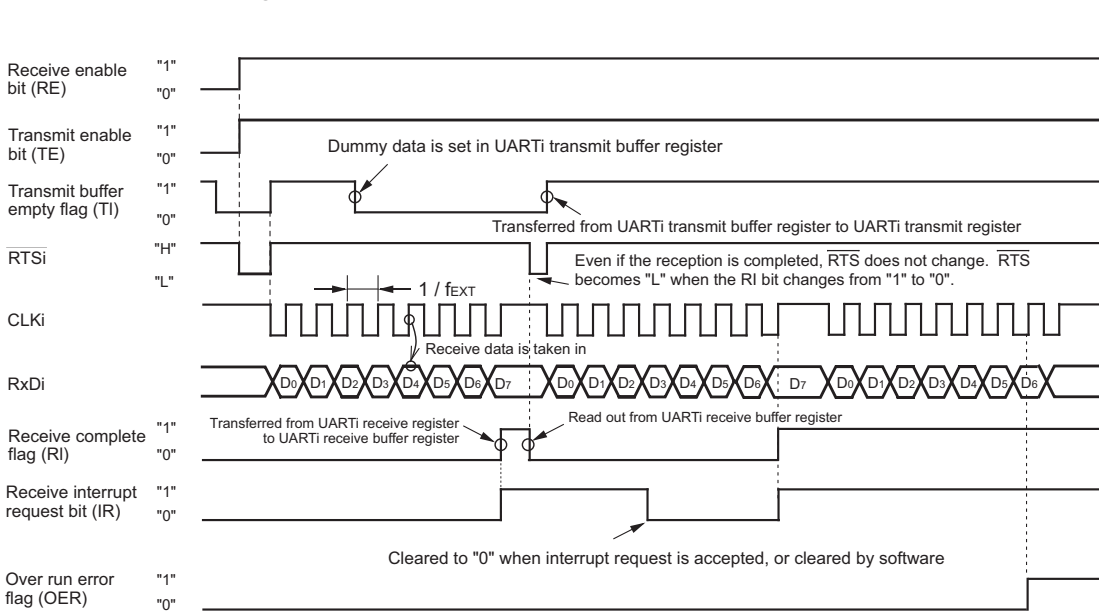 Receive enable
bit (RE)
"1"
"0"
Transmit enable
bit (TE)
"1"
"0"
Dummy data is set in UARTi transmit buffer register
Transmit buffer
empty flag (TI)
"1"
"0"
Transferred from UARTi transmit buffer register to UARTi transmit register
RTSi
"H"
"L"
Even if the reception is completed, RTS does not change. RTS
becomes "L" when the RI bit changes from "1" to "0".
1 / fEXT
CLKi
Receive data is taken in
RxDi
D0 D1 D2 D3 D4 D5 D6 D7 D0 D1 D2 D3 D4 D5 D6 D7 D0 D1 D2 D3 D4 D5 D6
Receive complete
flag (RI)
"1"
"0"
Transferred from UARTi receive register
to UARTi receive buffer register
Read out from UARTi receive buffer register
Receive interrupt
request bit (IR)
"1"
"0"
Cleared to "0" when interrupt request is accepted, or cleared by software
Over run error
flag (OER)
"1"
"0"